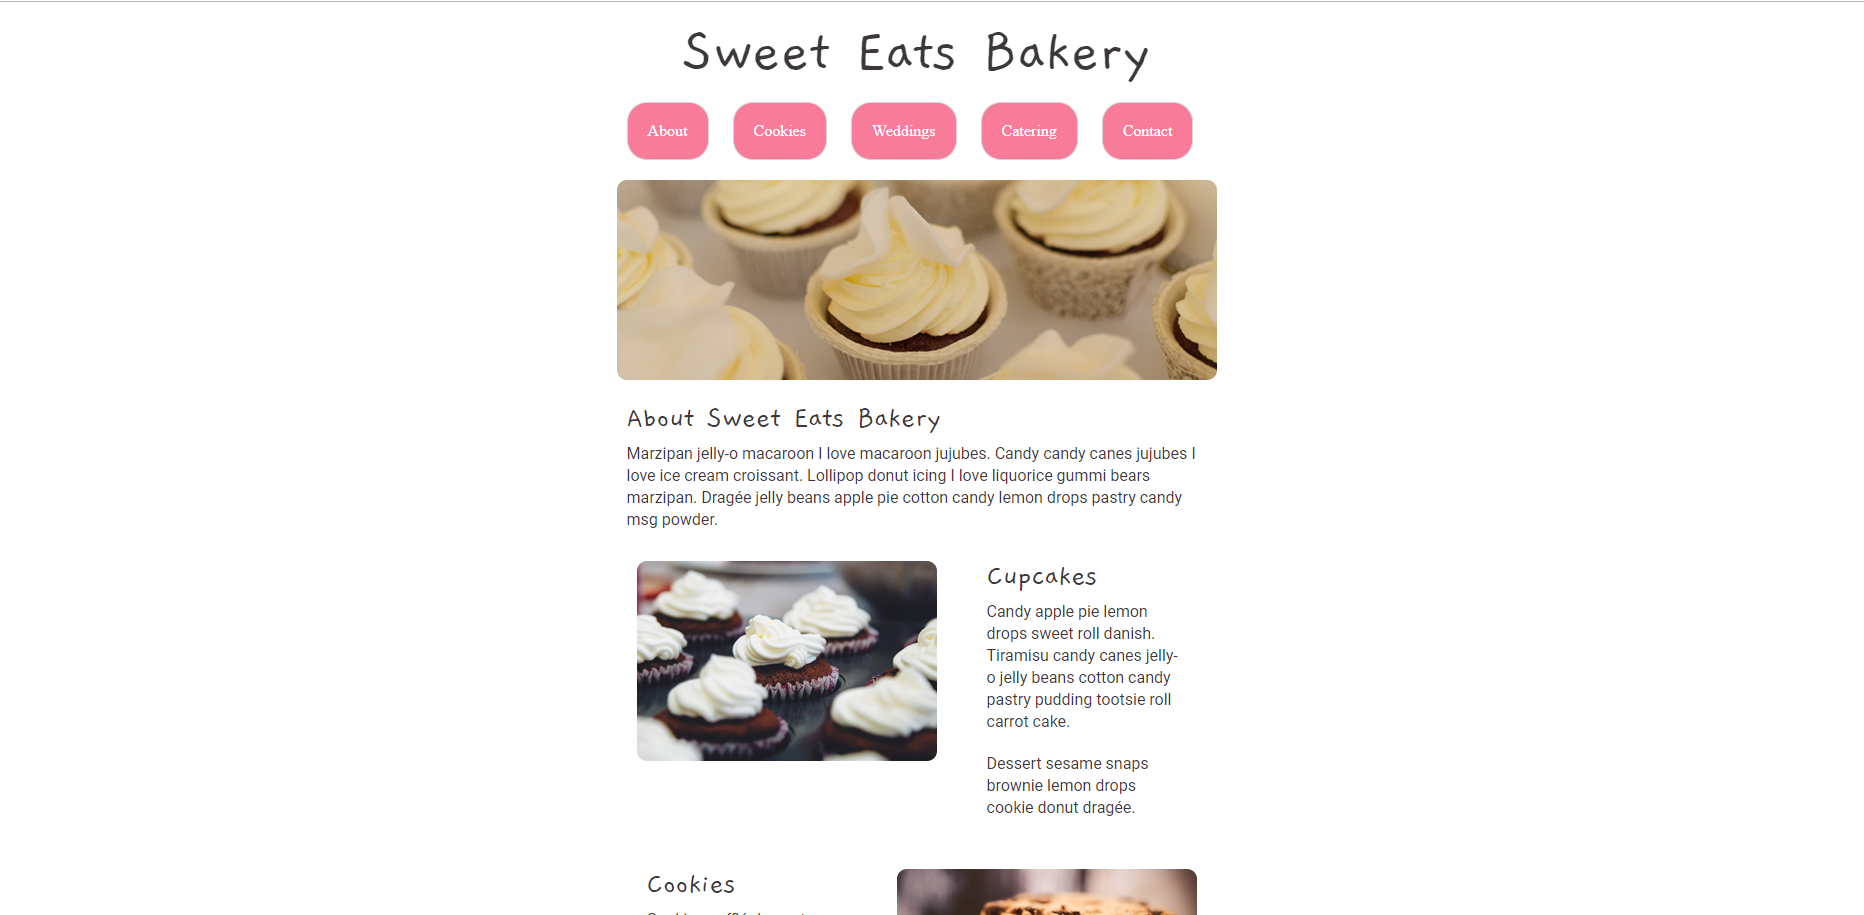 Sweet Eats Bakery
About Cookies Weddings Catering Contact
About Sweet Eats Bakery
Marzipan jelly-o macaroon I love macaroon jujubes. Candy candy canes jujubes I
love ice cream croissant. Lollipop donut icing I love liquorice gummi bears
marzipan. Dragée jelly beans apple pie cotton candy lemon drops pastry candy
msg powder.
Cupcakes
Candy apple pie lemon
drops sweet roll danish.
Tiramisu candy canes jelly-
o jelly beans cotton candy
pastry pudding tootsie roll
carrot cake.
Dessert sesame snaps
brownie lemon drops
cookie donut dragée.
Cookies